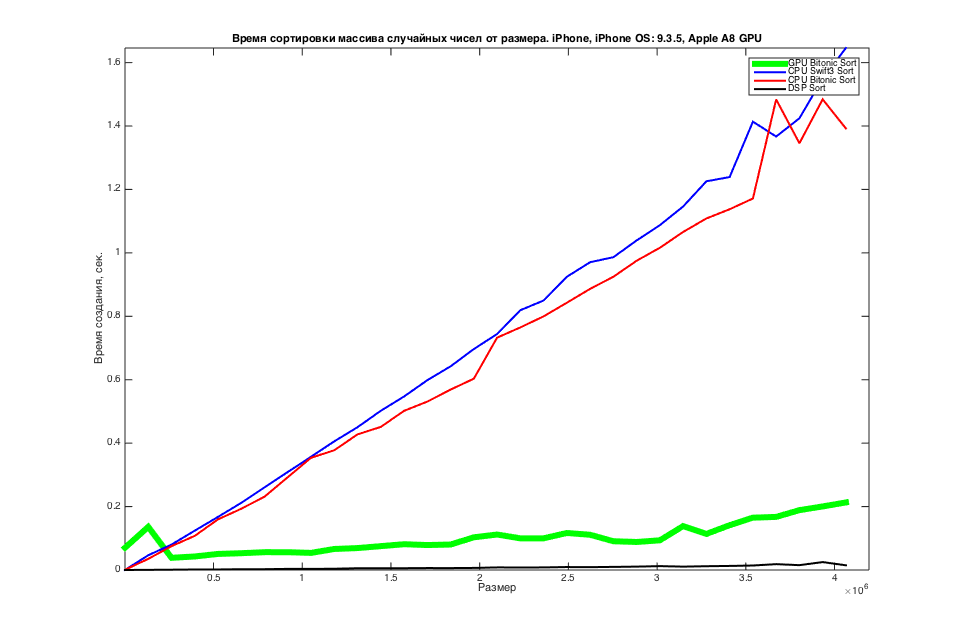 Время сортировки массива случайных чисел от размера. iPhone, iPhone OS: 9.3.5, Apple A8 GPU
GPU Bitonic Sort
CPU Swift3 Sort
CPU Bitonic Sort
DSP Sort
Время создания, сек.
1.6
1.4
1.2
1
0.8
0.6
0.4
0.2
0
0.5
1
1.5
2
2.5
3
3.5
4
×10⁶
Размер